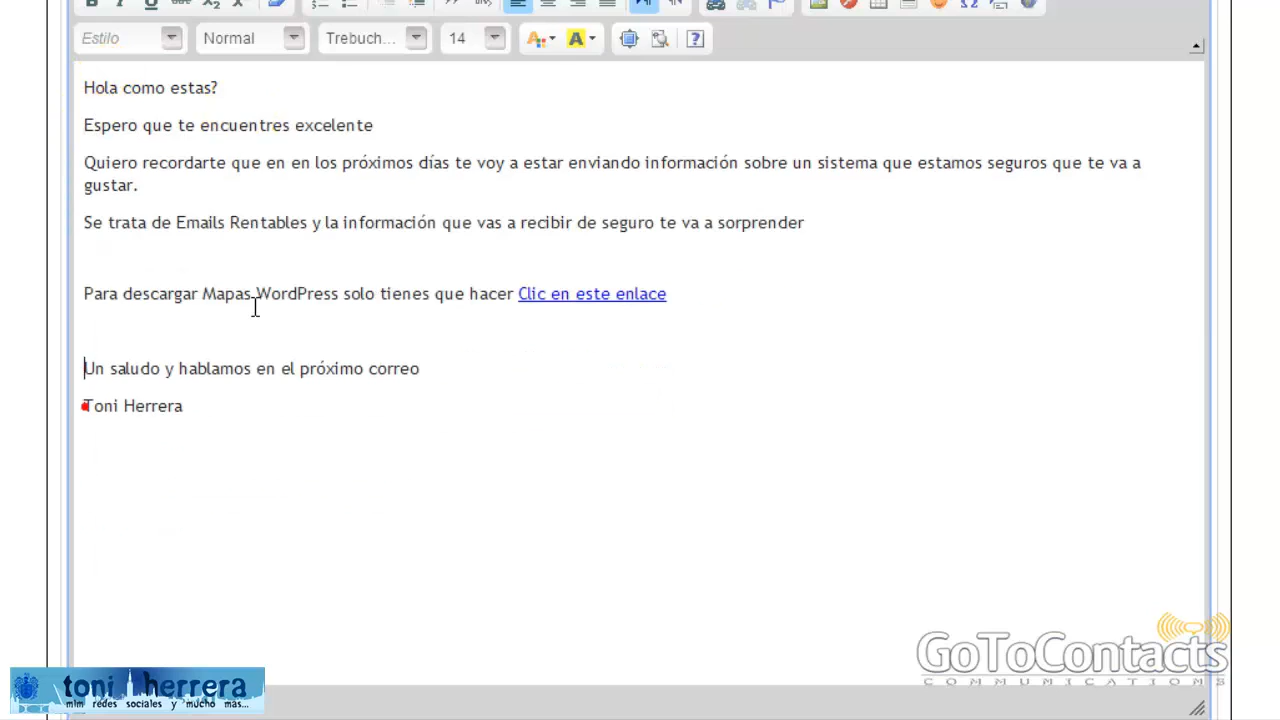 Estilo Normal Trebuch... 14
Hola como estas?
Espero que te encuentres excelente
Quiero recordarte que en en los próximos días te voy a estar enviando información sobre un sistema que estamos seguros que te va a
gustar.
Se trata de Emails Rentables y la información que vas a recibir de seguro te va a sorprender
Para descargar Mapas WordPress solo tienes que hacer Clic en este enlace
Un saludo y hablamos en el próximo correo
Toni Herrera
GoToContacts
COMMUNICATIONS
toni herrera
mlm redes sociales y mucho más...